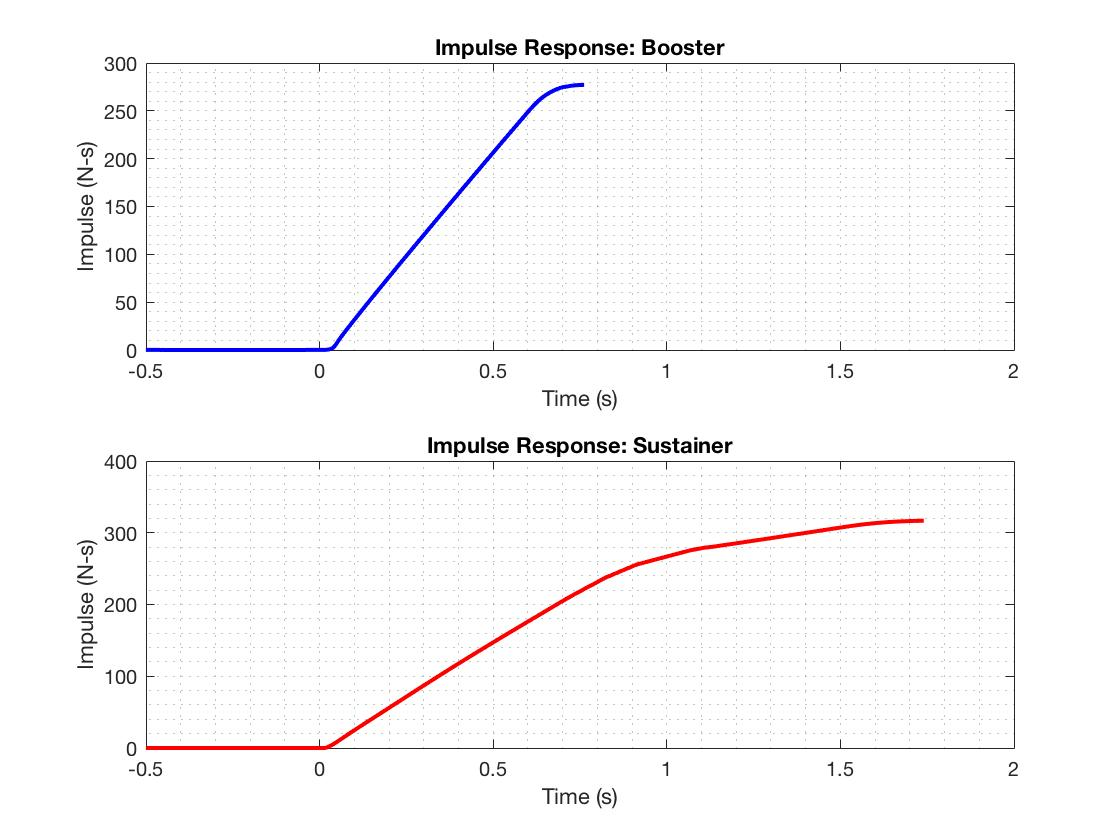 Impulse Response: Booster
300
250
200
150
100
50
0
Impulse (N-s)
-0.5 0 0.5 1 1.5 2
Time (s)
Impulse Response: Sustainer
400
300
200
100
0
Impulse (N-s)
-0.5 0 0.5 1 1.5 2
Time (s)